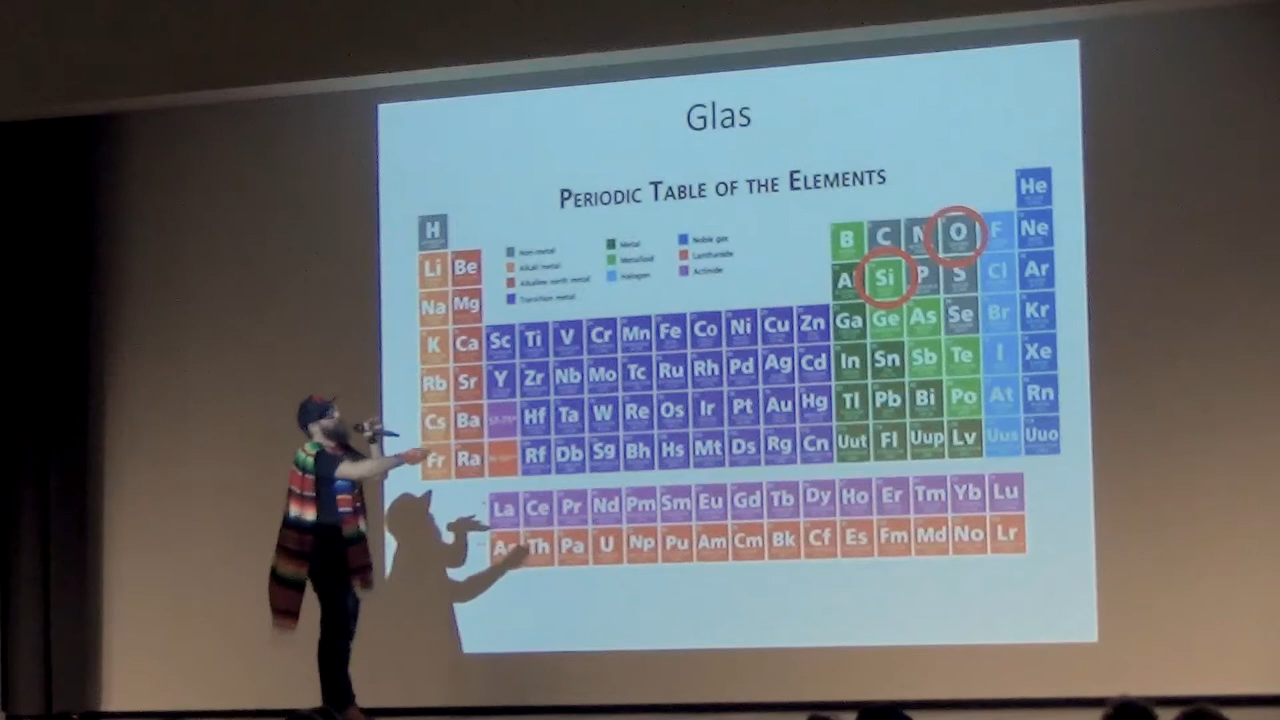 Glas
PERIODIC TABLE OF THE ELEMENTS
He
H B C N O F Ne
Non-metal Metal Noble gas
Alkali metal Metalloid Lanthanide
Alkaline earth metal Halogen Actinide
Transition metal
Li Be Si P S Cl Ar
Na Mg
K Ca Sc Ti V Cr Mn Fe Co Ni Cu Zn Ga Ge As Se Br Kr
Rb Sr Y Zr Nb Mo Tc Ru Rh Pd Ag Cd In Sn Sb Te I Xe
Cs Ba Hf Ta W Re Os Ir Pt Au Hg Tl Pb Bi Po At Rn
Fr Ra Rf Db Sg Bh Hs Mt Ds Rg Cn Uut Fl Uup Lv Uus Uuo
La Ce Pr Nd Pm Sm Eu Gd Tb Dy Ho Er Tm Yb Lu
Th Pa U Np Pu Am Cm Bk Cf Es Fm Md No Lr